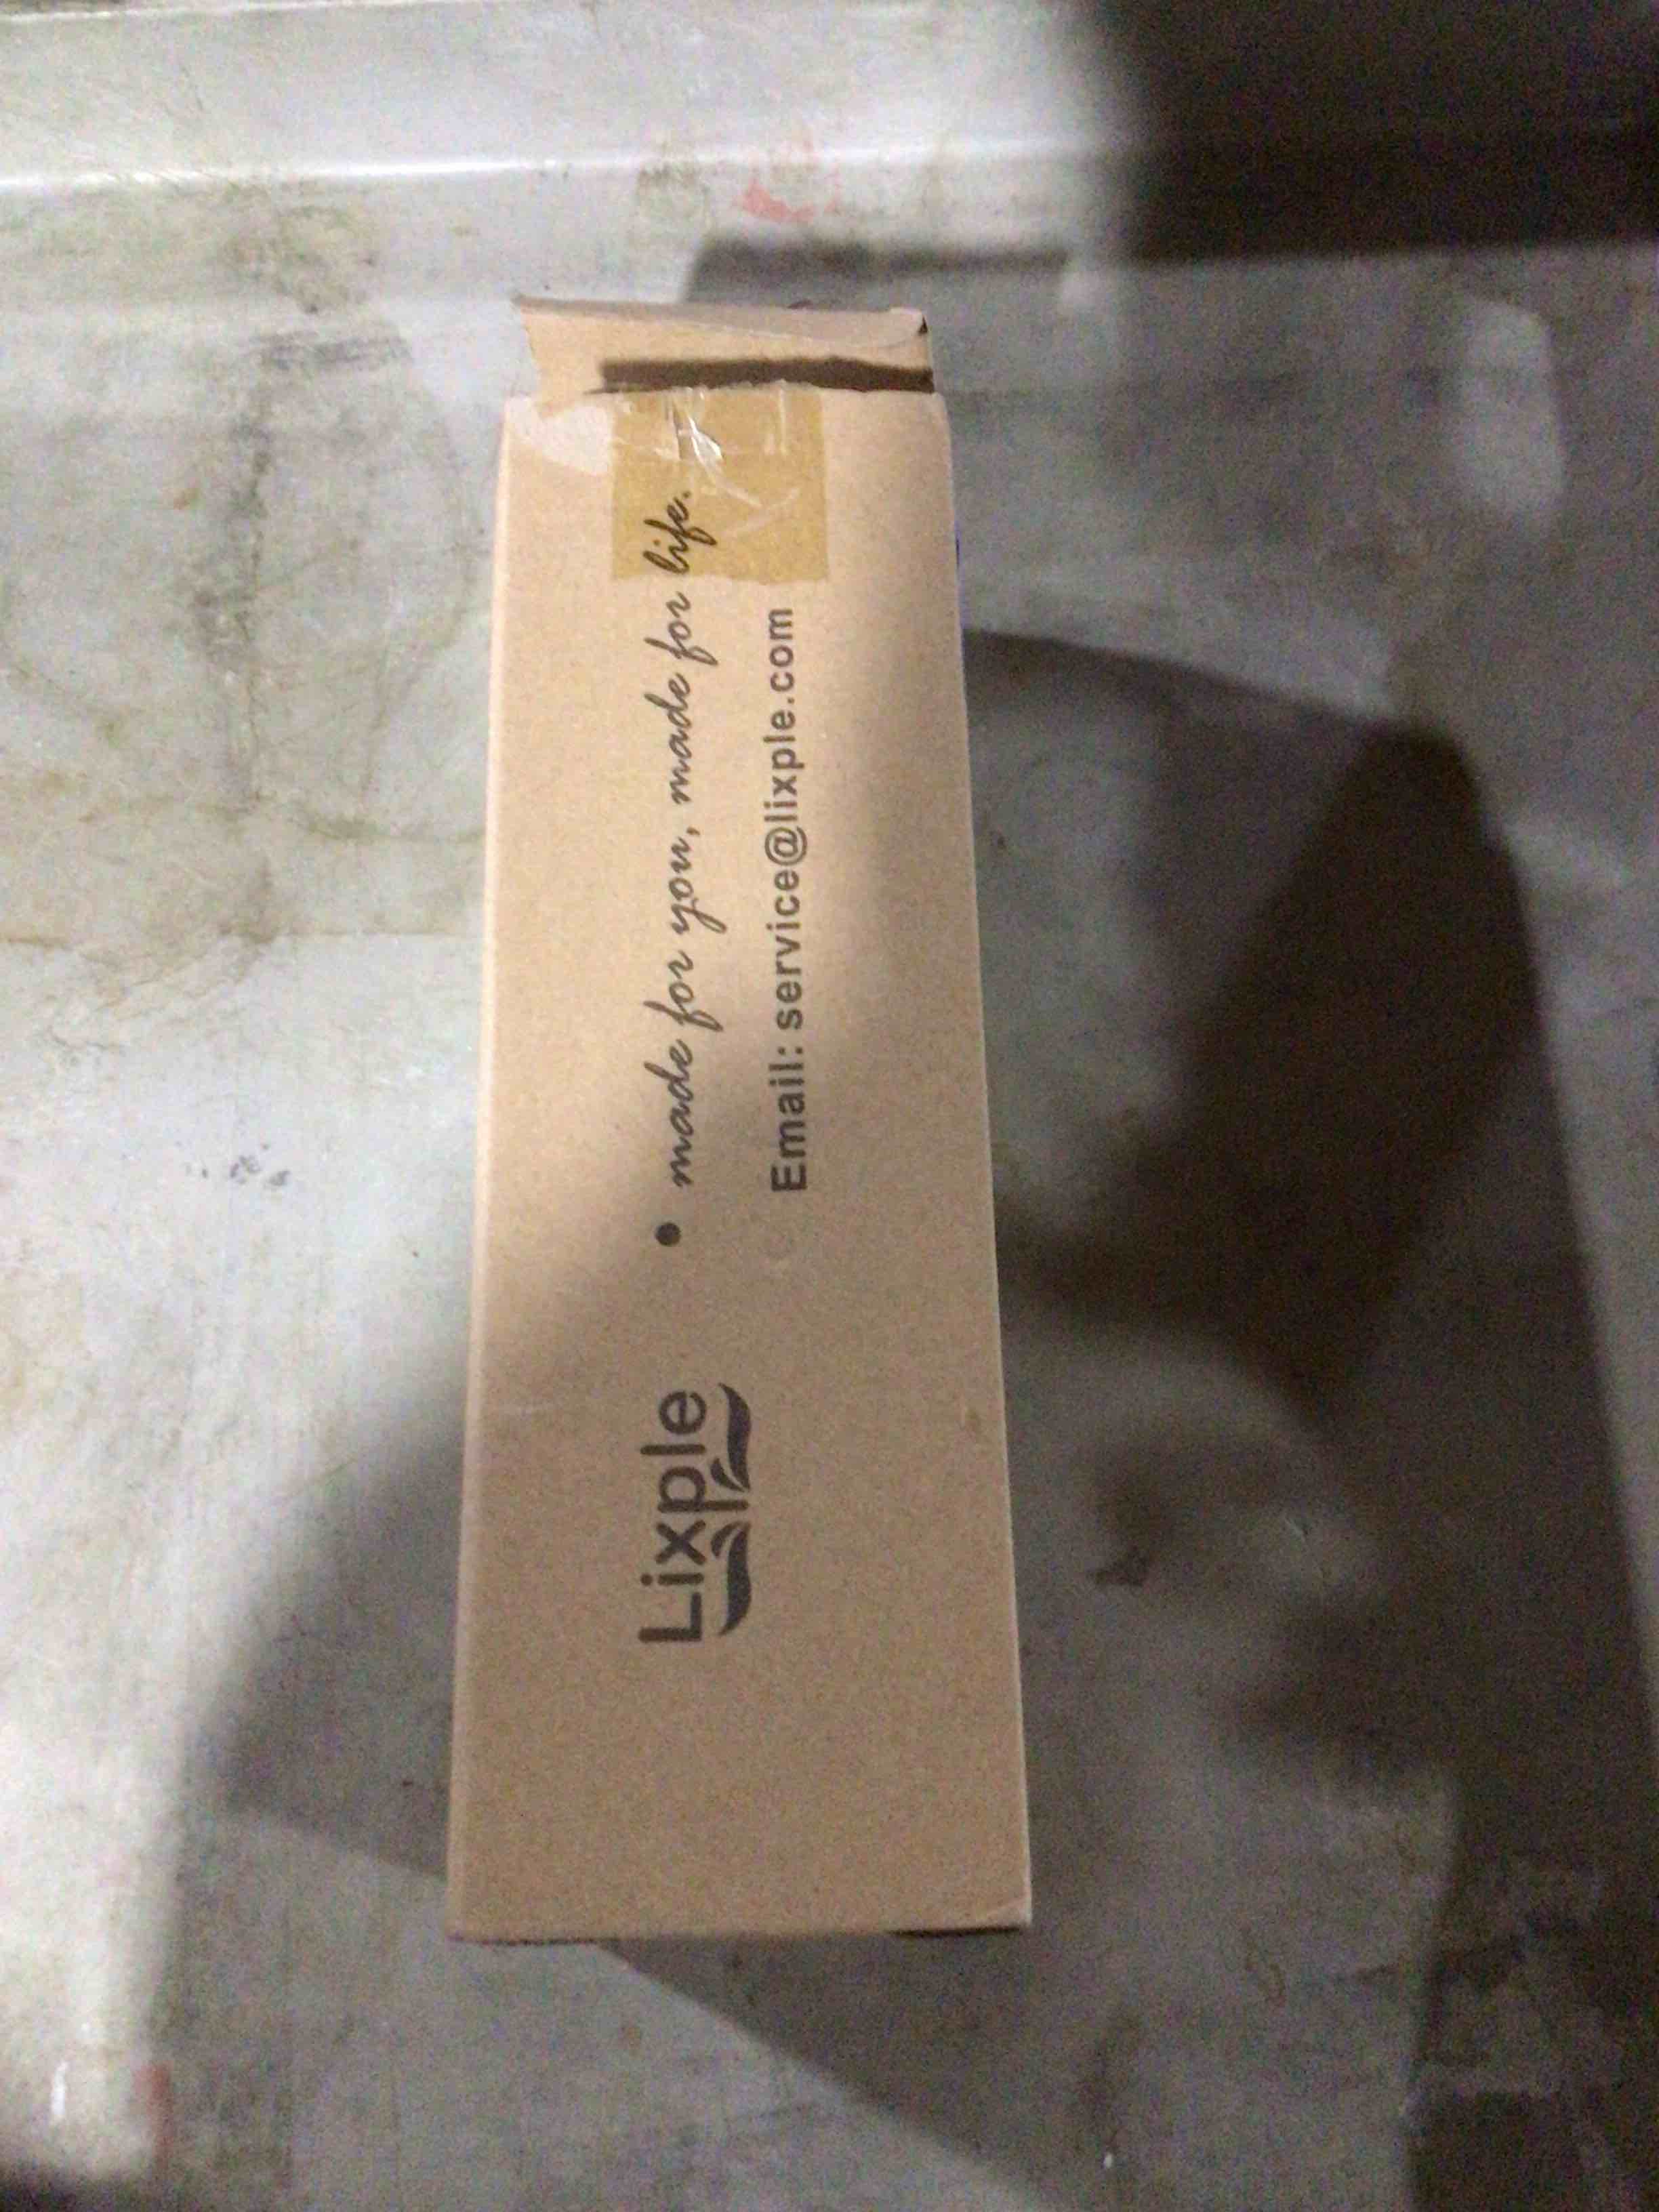 Lixple
• made for you, made for life.
Email: service@lixple.com